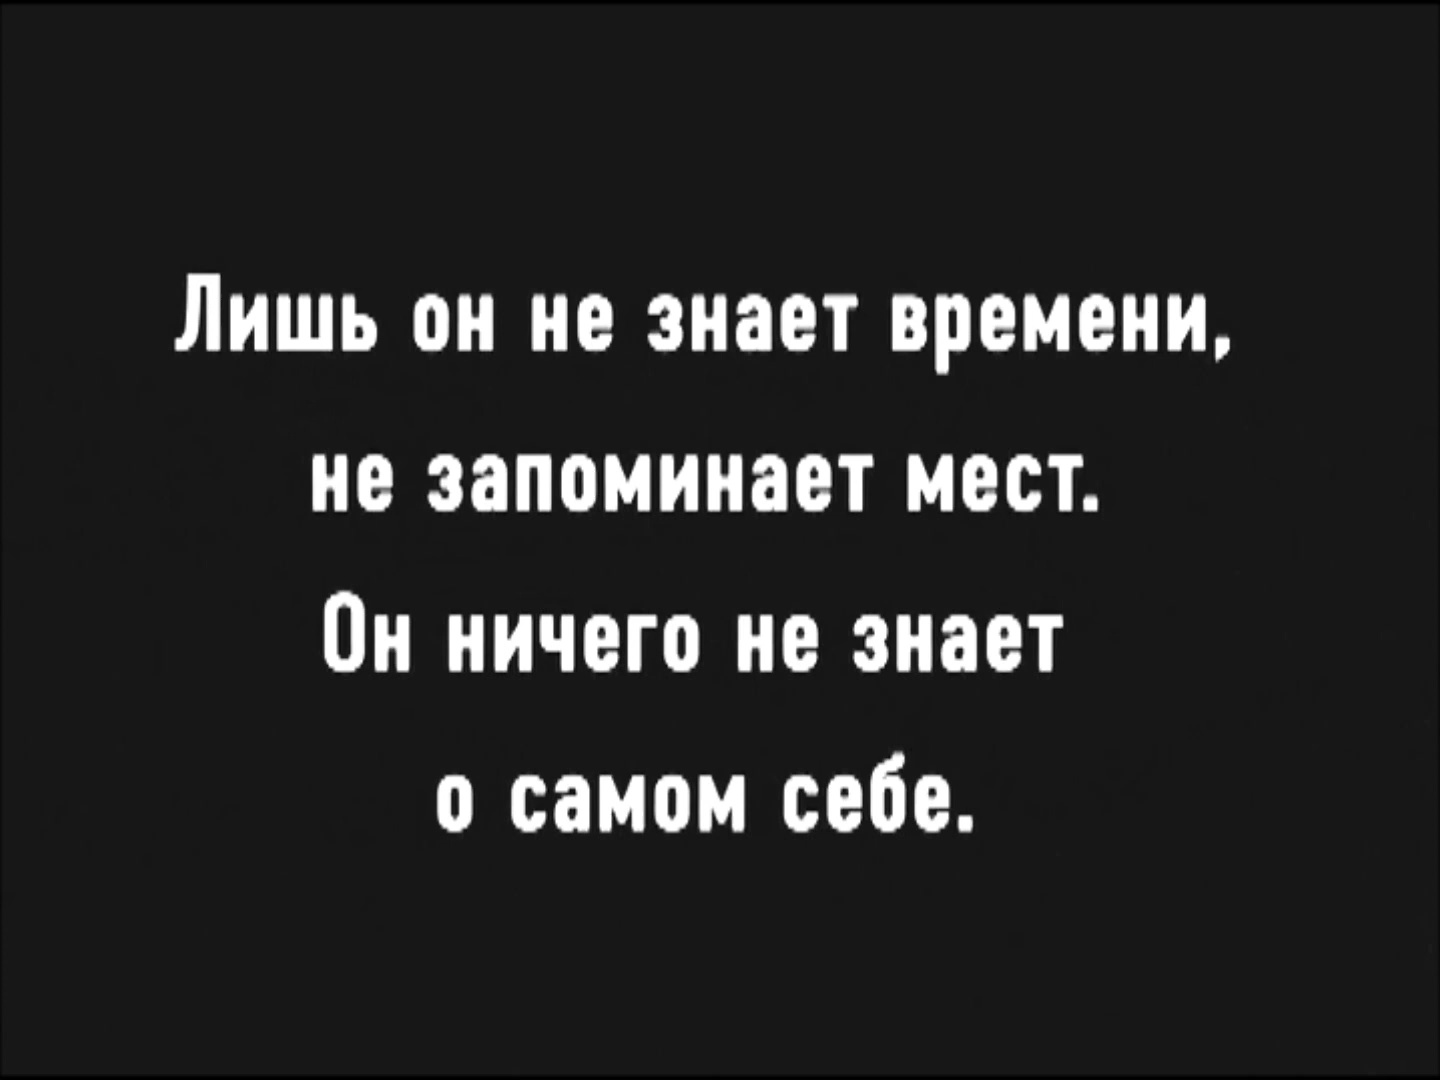 Лишь он не знает времени,
не запоминает мест.
Он ничего не знает
о самом себе.